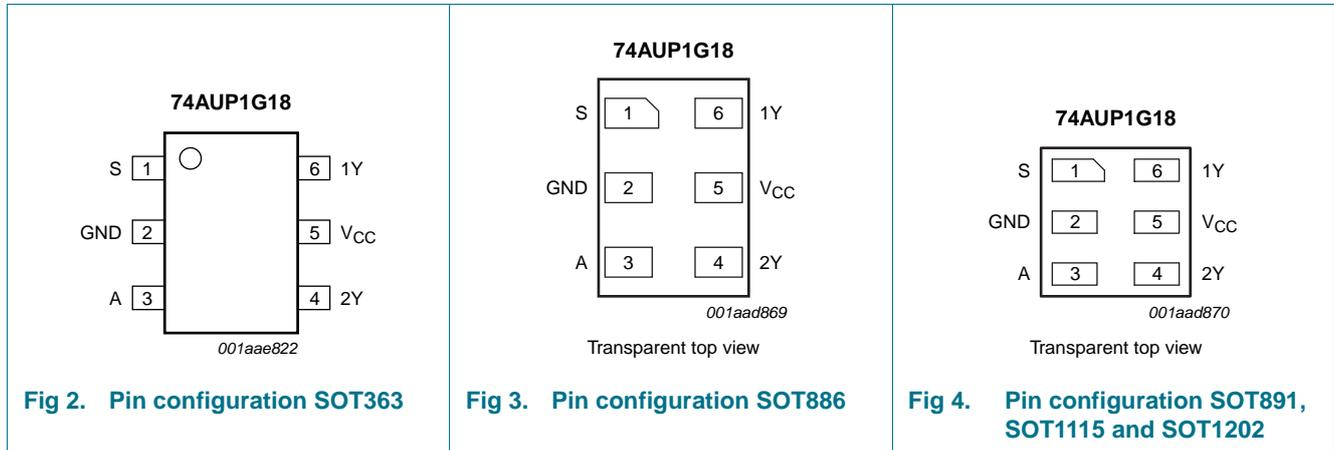 74AUP1G18
S 1 6 1Y
GND 2 5 VCC
A 3 4 2Y
001aae822
Fig 2. Pin configuration SOT363
74AUP1G18
S 1 6 1Y
GND 2 5 VCC
A 3 4 2Y
001aad869
Transparent top view
Fig 3. Pin configuration SOT886
74AUP1G18
S 1 6 1Y
GND 2 5 VCC
A 3 4 2Y
001aad870
Transparent top view
Fig 4. Pin configuration SOT891,
SOT1115 and SOT1202